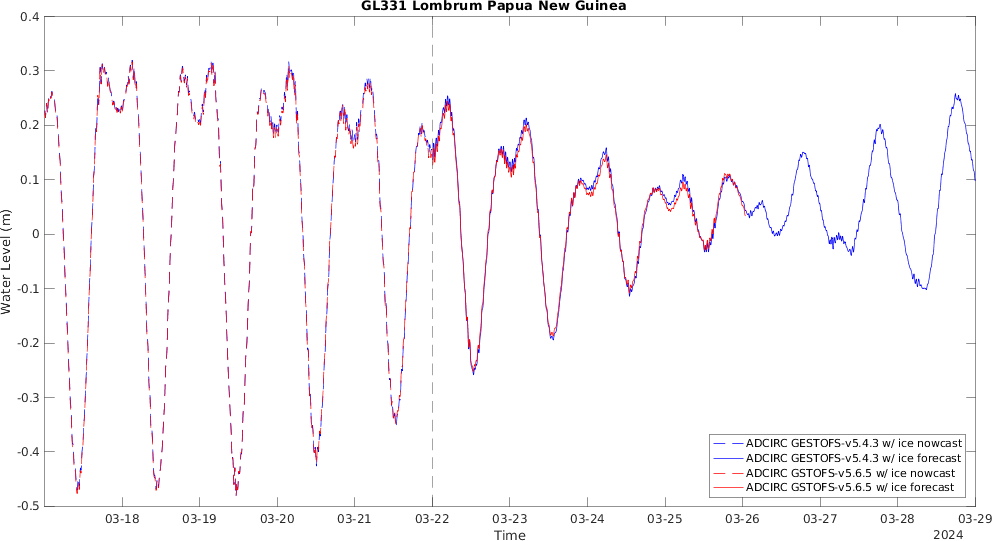 GL331 Lombrum Papua New Guinea
0.4
0.3
0.2
0.1
0
-0.1
-0.2
-0.3
-0.4
-0.5
Water Level (m)
ADCIRC GESTOFS-v5.4.3 w/ ice nowcast
ADCIRC GESTOFS-v5.4.3 w/ ice forecast
ADCIRC GSTOFS-v5.6.5 w/ ice nowcast
ADCIRC GSTOFS-v5.6.5 w/ ice forecast
03-18 03-19 03-20 03-21 03-22 03-23 03-24 03-25 03-26 03-27 03-28 03-29
Time
2024